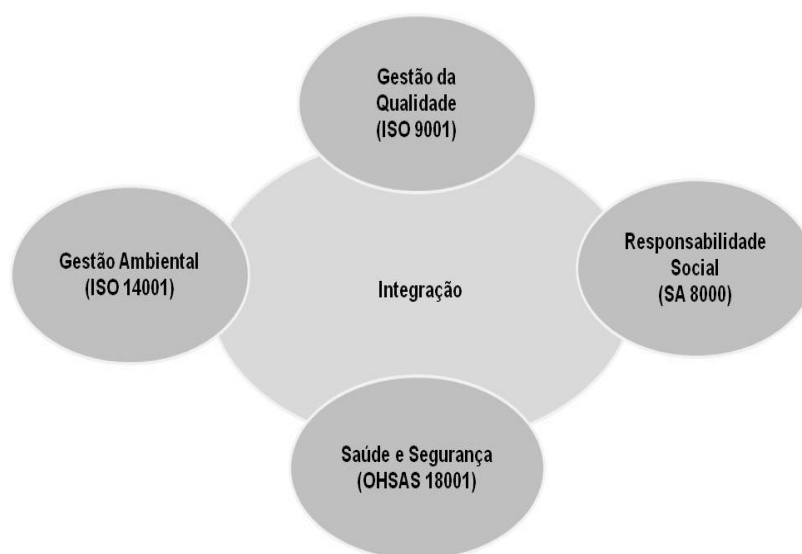 Gestão da
Qualidade
(ISO 9001)
Gestão Ambiental
(ISO 14001)
Integração
Responsabilidade
Social
(SA 8000)
Saúde e Segurança
(OHSAS 18001)